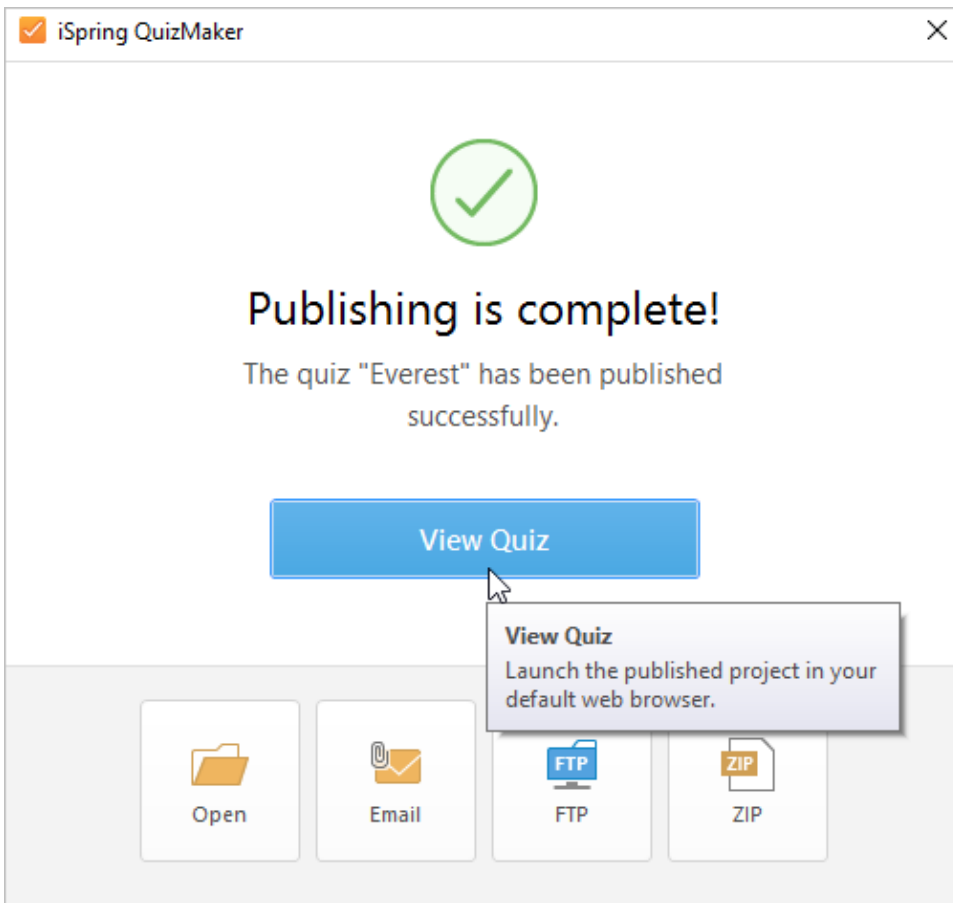 iSpring QuizMaker
Publishing is complete!
The quiz "Everest" has been published
successfully.
View Quiz
View Quiz
Launch the published project in your
default web browser.
FTP
ZIP
Open
Email
FTP
ZIP